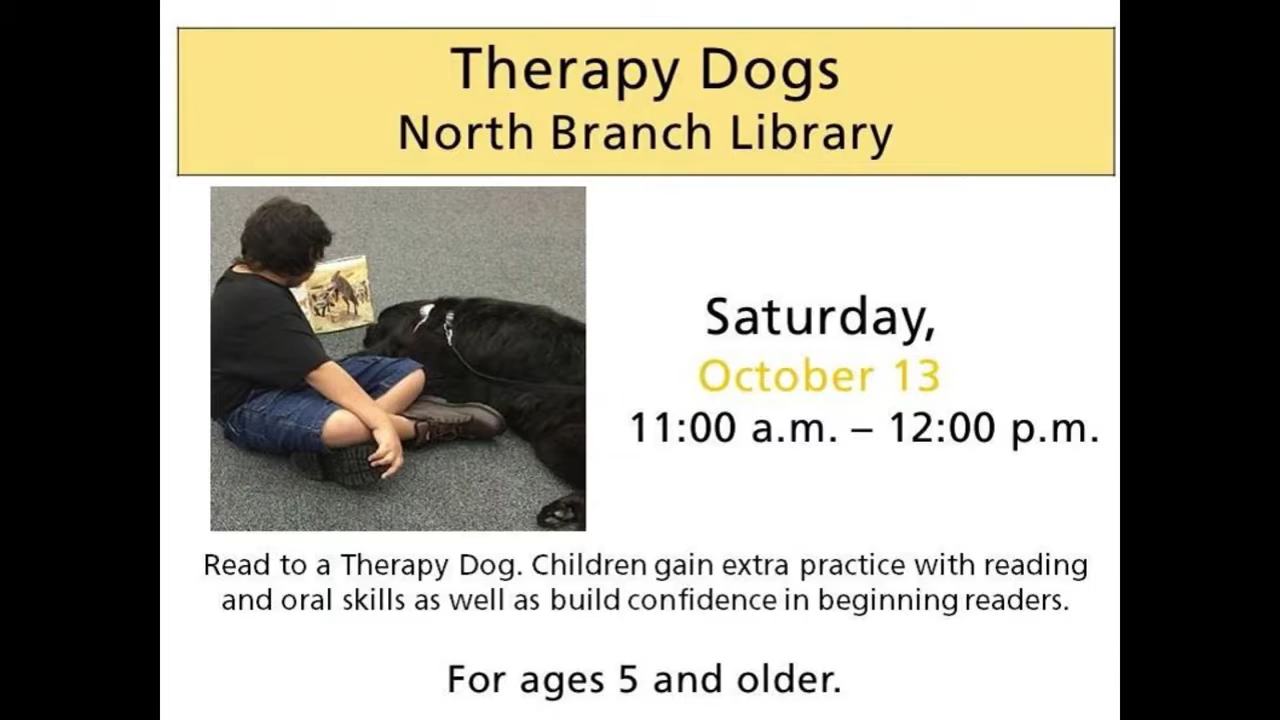 Therapy Dogs
North Branch Library
Saturday,
October 13
11:00 a.m. – 12:00 p.m.
Read to a Therapy Dog. Children gain extra practice with reading
and oral skills as well as build confidence in beginning readers.
For ages 5 and older.